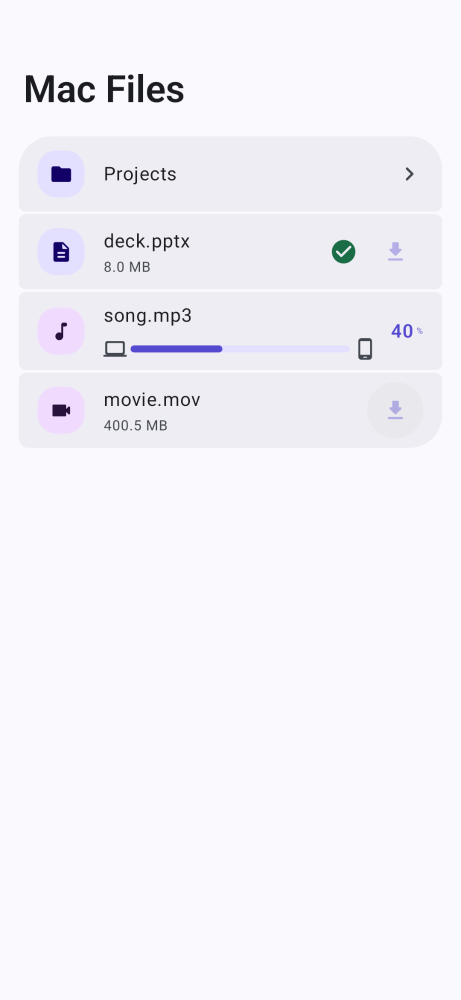 Mac Files
Projects
deck.pptx
8.0 MB
song.mp3
40 %
movie.mov
400.5 MB